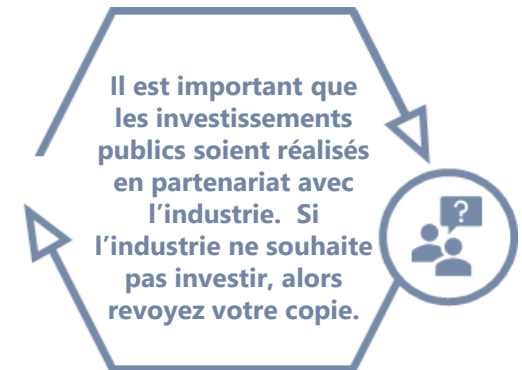 Il est important que
les investissements
publics soient réalisés
en partenariat avec
l’industrie.  Si
l’industrie ne souhaite
pas investir, alors
revoyez votre copie.
?